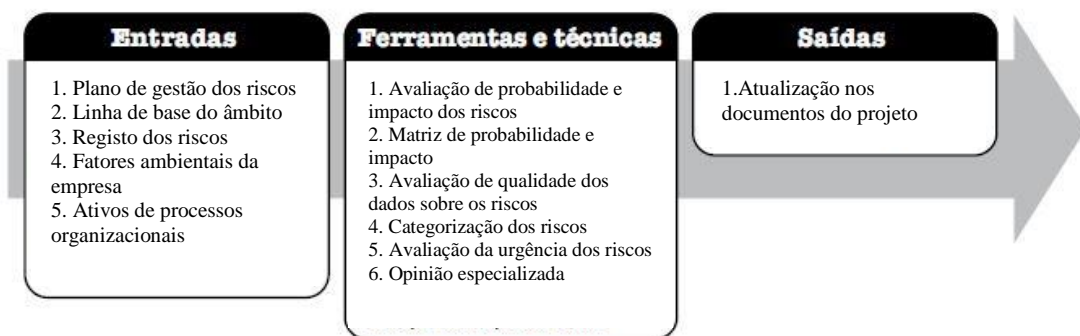 Entradas
1. Plano de gestão dos riscos
2. Linha de base do âmbito
3. Registo dos riscos
4. Fatores ambientais da
empresa
5. Ativos de processos
organizacionais
Ferramentas e técnicas
1. Avaliação de probabilidade e
impacto dos riscos
2. Matriz de probabilidade e
impacto
3. Avaliação de qualidade dos
dados sobre os riscos
4. Categorização dos riscos
5. Avaliação da urgência dos riscos
6. Opinião especializada
Saídas
1.Atualização nos
documentos do projeto